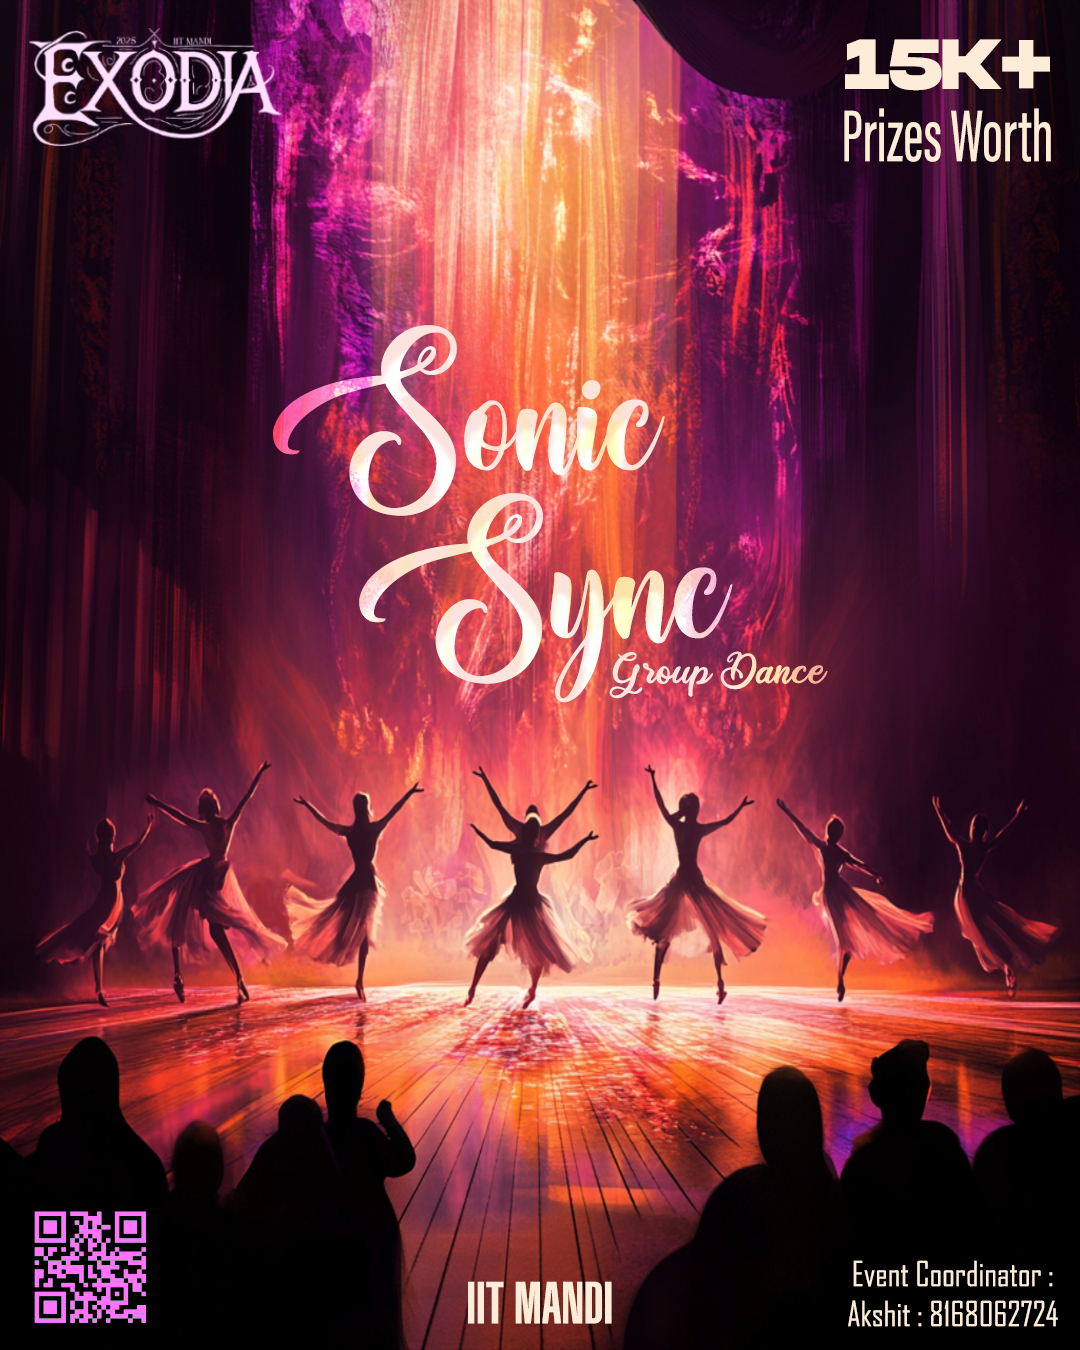 2025 IIT MANDI
EXODIA
15K+
Prizes Worth
Sonic
Sync
Group Dance
IIT MANDI
Event Coordinator :
Akshit : 8168062724